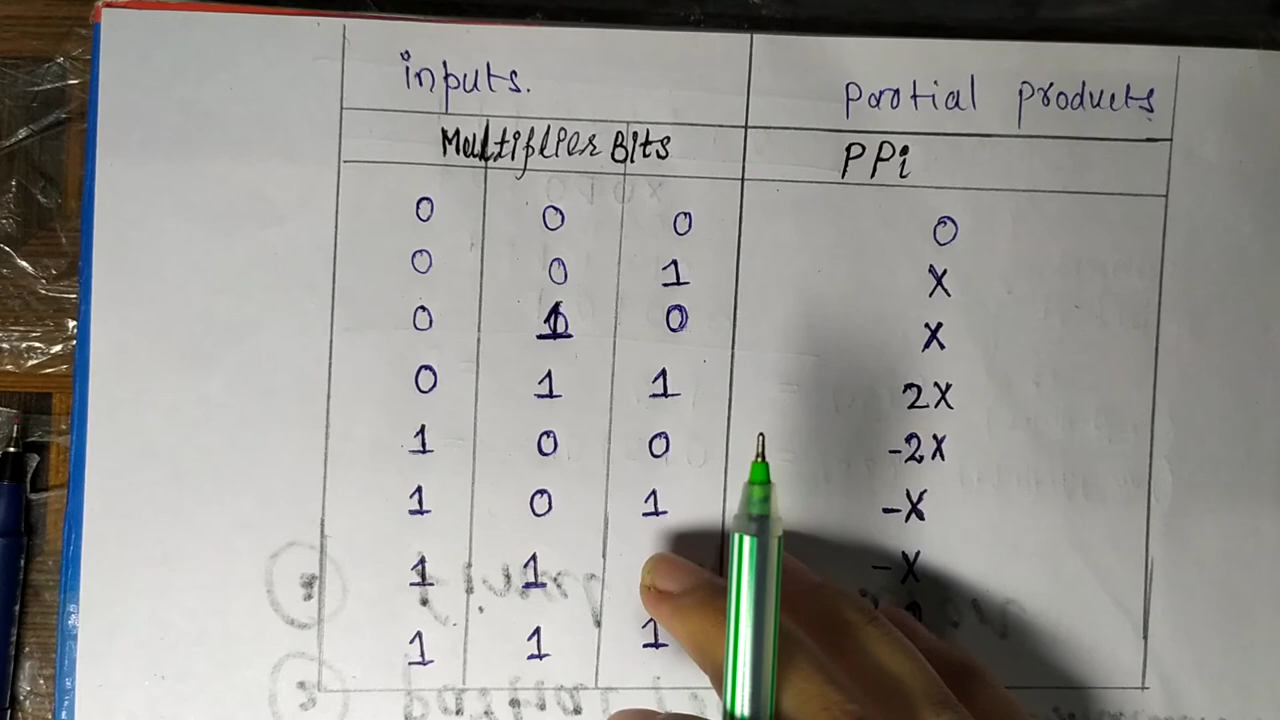 inputs. Partial products
Multiplier Bits PPi
0 0 0 0
0 0 1 X
0 1 0 X
0 1 1 2X
1 0 0 -2X
1 0 1 -X
1 1 -X
1 1 1